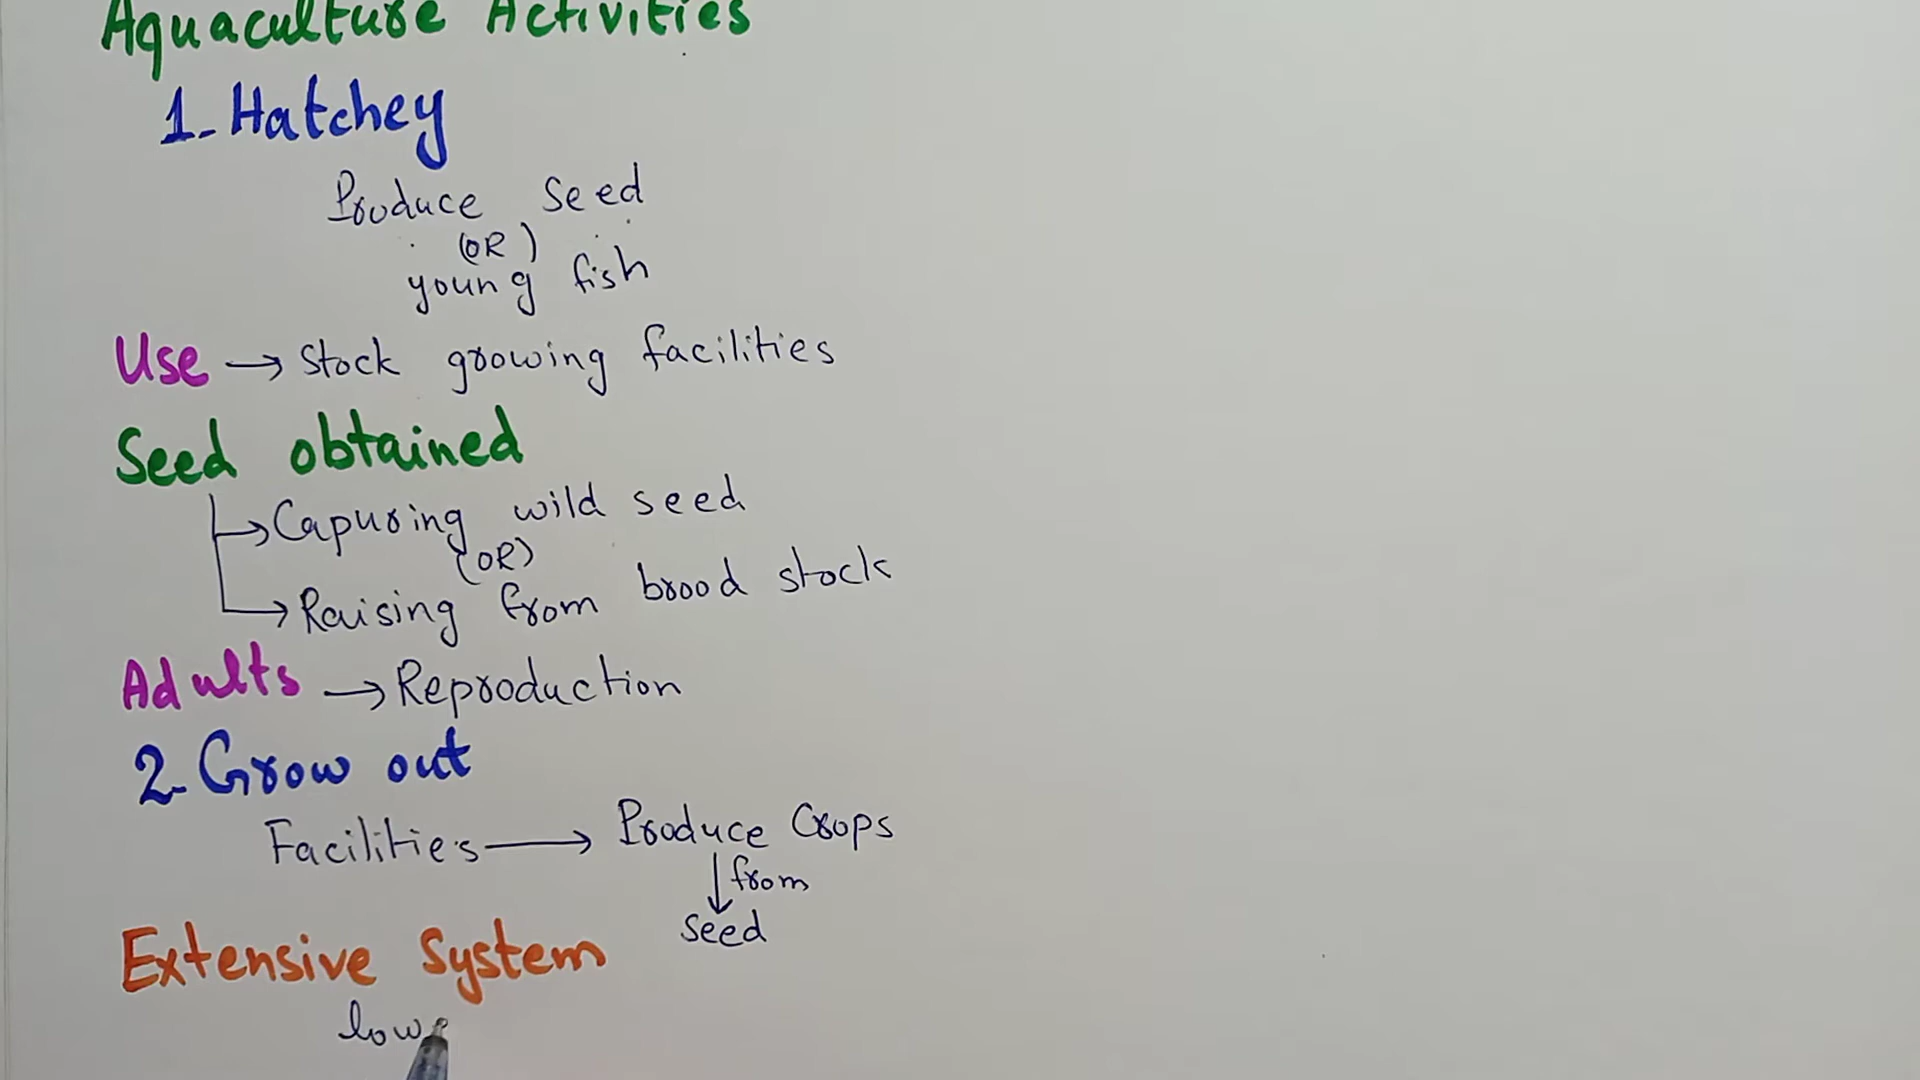 Aquaculture Activities
1- Hatchey
Produce Seed
(OR)
young fish
Use → Stock growing facilities
Seed obtained
→ Capuring wild seed
(OR)
→ Raising from brood stock
Adults → Reproduction
2- Grow out
Facilities → Produce Crops
↓ from
Seed
Extensive System
low